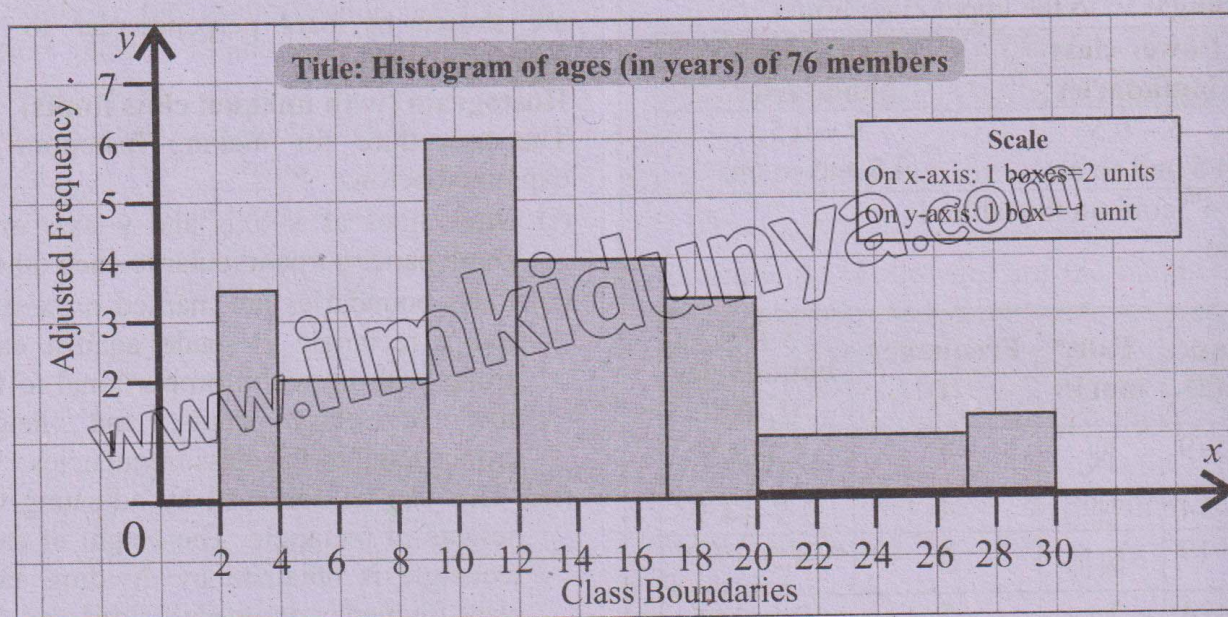 y
Title: Histogram of ages (in years) of 76 members
Adjusted Frequency
7
6
5
4
3
2
1
0
Scale
On x-axis: 1 boxes=2 units
On y-axis: 1 box = 1 unit
www.ilmkidunya.com
x
2 4 6 8 10 12 14 16 18 20 22 24 26 28 30
Class Boundaries